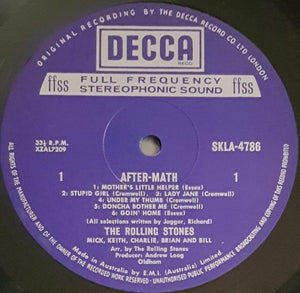 ORIGINAL RECORDING BY THE DECCA RECORD CO LTD LONDON
DECCA
ffss FULL FREQUENCY ffss
STEREOPHONIC SOUND
33⅓ R.P.M.
XZAL7209
SKLA-4786
1 AFTER-MATH 1
1: MOTHER'S LITTLE HELPER (Essex)
2: STUPID GIRL (Cromwell) 3: LADY JANE (Cromwell)
4: UNDER MY THUMB (Cromwell)
5: DONCHA BOTHER ME (Cromwell)
6: GOIN' HOME (Essex)
(All selections written by Jagger, Richard)
THE ROLLING STONES
MICK, KEITH, CHARLIE, BRIAN AND BILL
Arr. by The Rolling Stones
Producer: Andrew Loog
Oldham
Made in Australia by E.M.I. (Australia) Limited.
ALL RIGHTS OF THE MANUFACTURER AND OF THE OWNER OF THE RECORDED WORK RESERVED. UNAUTHORISED PUBLIC PERFORMANCE, BROADCASTING AND COPYING OF THIS RECORDING PROHIBITED